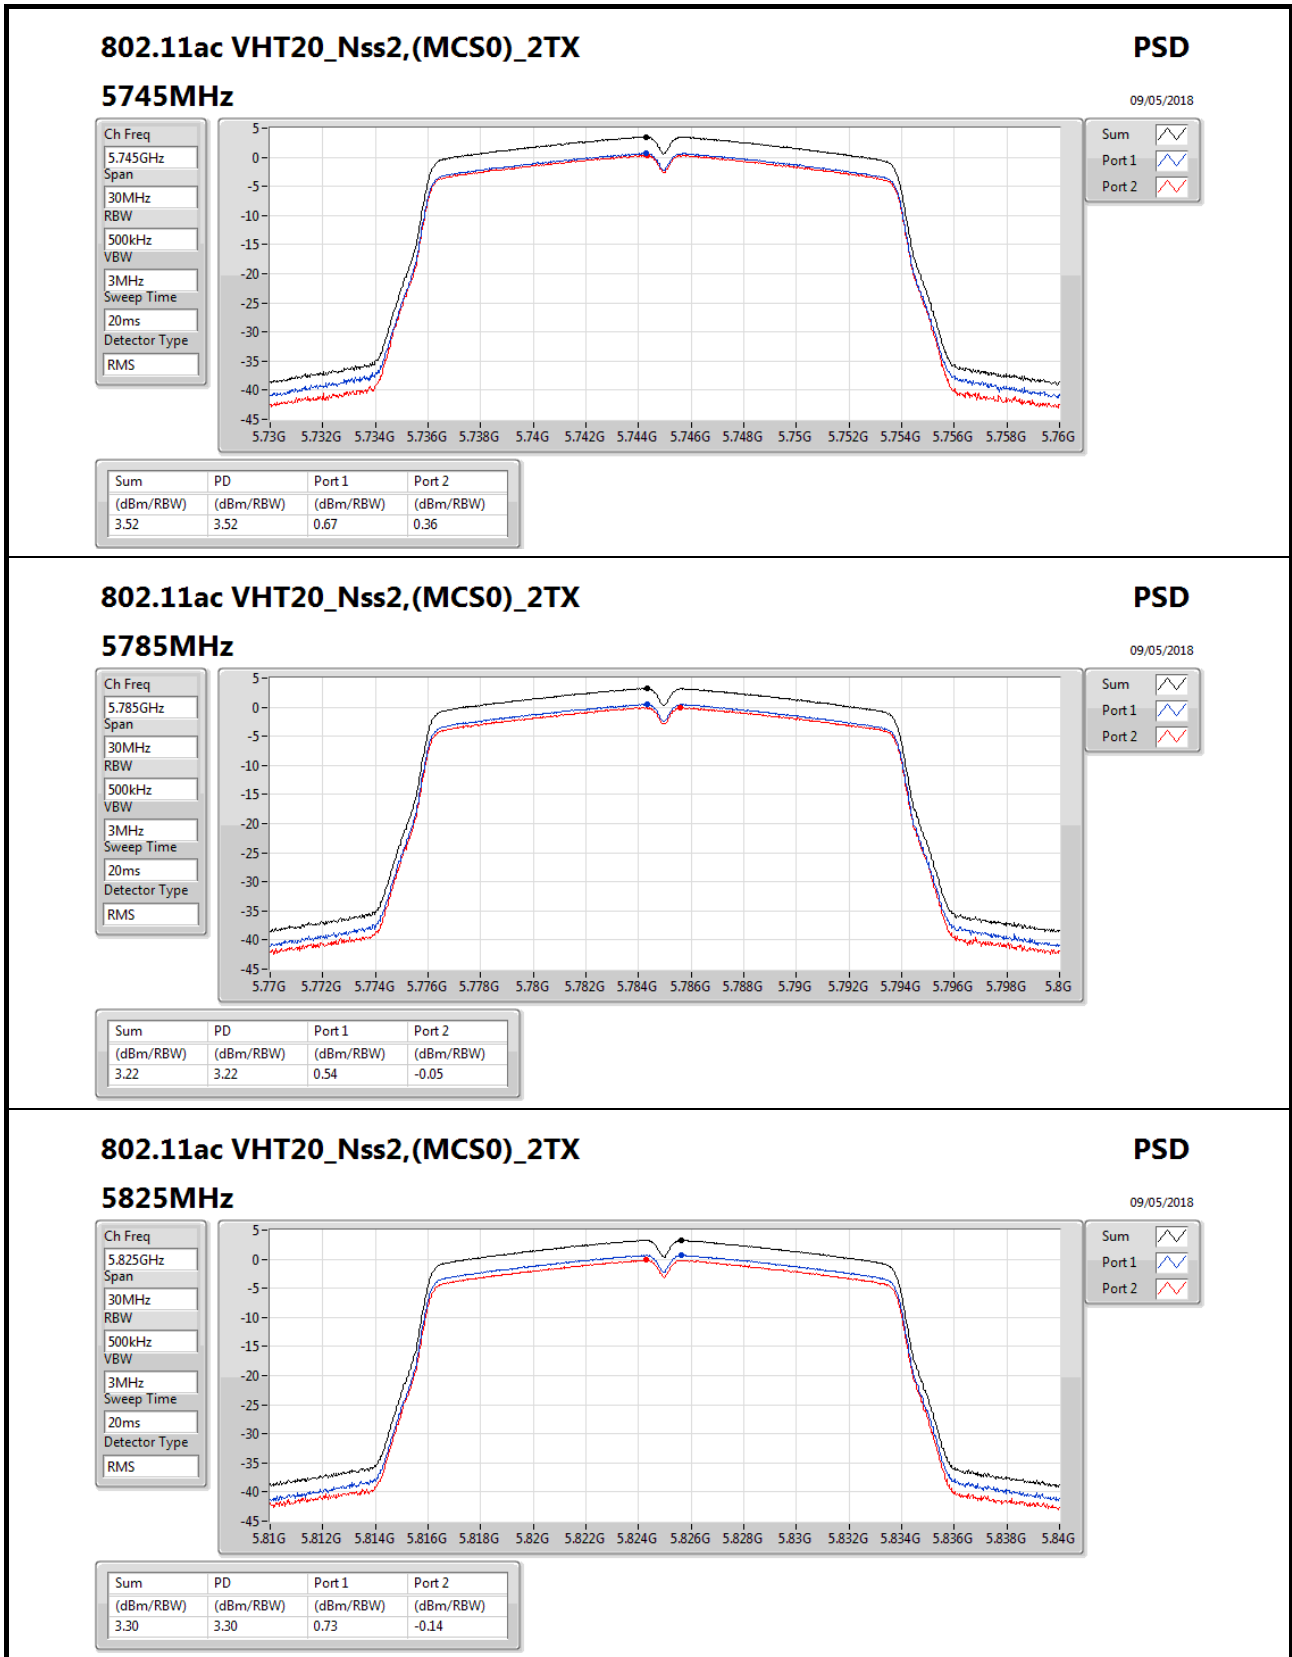 802.11ac VHT20_Nss2,(MCS0)_2TX PSD
5745MHz 09/05/2018
Ch Freq
5.745GHz
Span
30MHz
RBW
500kHz
VBW
3MHz
Sweep Time
20ms
Detector Type
RMS
5
0
-5
-10
-15
-20
-25
-30
-35
-40
-45
5.73G 5.732G 5.734G 5.736G 5.738G 5.74G 5.742G 5.744G 5.746G 5.748G 5.75G 5.752G 5.754G 5.756G 5.758G 5.76G
Sum
Port 1
Port 2
Sum PD Port 1 Port 2
(dBm/RBW) (dBm/RBW) (dBm/RBW) (dBm/RBW)
3.52 3.52 0.67 0.36
802.11ac VHT20_Nss2,(MCS0)_2TX PSD
5785MHz 09/05/2018
Ch Freq
5.785GHz
Span
30MHz
RBW
500kHz
VBW
3MHz
Sweep Time
20ms
Detector Type
RMS
5
0
-5
-10
-15
-20
-25
-30
-35
-40
-45
5.77G 5.772G 5.774G 5.776G 5.778G 5.78G 5.782G 5.784G 5.786G 5.788G 5.79G 5.792G 5.794G 5.796G 5.798G 5.8G
Sum
Port 1
Port 2
Sum PD Port 1 Port 2
(dBm/RBW) (dBm/RBW) (dBm/RBW) (dBm/RBW)
3.22 3.22 0.54 -0.05
802.11ac VHT20_Nss2,(MCS0)_2TX PSD
5825MHz 09/05/2018
Ch Freq
5.825GHz
Span
30MHz
RBW
500kHz
VBW
3MHz
Sweep Time
20ms
Detector Type
RMS
5
0
-5
-10
-15
-20
-25
-30
-35
-40
-45
5.81G 5.812G 5.814G 5.816G 5.818G 5.82G 5.822G 5.824G 5.826G 5.828G 5.83G 5.832G 5.834G 5.836G 5.838G 5.84G
Sum
Port 1
Port 2
Sum PD Port 1 Port 2
(dBm/RBW) (dBm/RBW) (dBm/RBW) (dBm/RBW)
3.30 3.30 0.73 -0.14